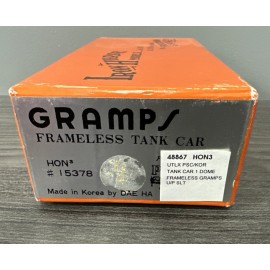 GRAMPS
FRAMELESS TANK CAR
HON³
# 15378
Made in Korea by DAE HA
48867 HON3
UTLX PSC/KOR
TANK CAR 1 DOME
FRAMELESS GRAMPS
U/P SLT